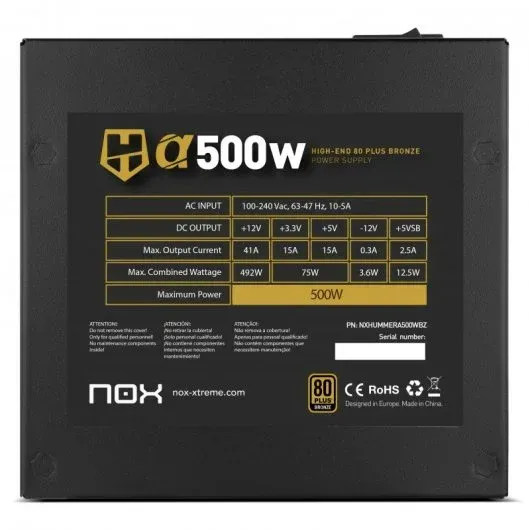 α500W HIGH-END 80 PLUS BRONZE
POWER SUPPLY
AC INPUT 100-240 Vac, 63-47 Hz, 10-5A
DC OUTPUT +12V +3.3V +5V -12V +5VSB
Max. Output Current 41A 15A 15A 0.3A 2.5A
Max. Combined Wattage 492W 75W 3.6W 12.5W
Maximum Power 500W
ATTENTION:
Do not remove this cover!
Only for qualified personnel!
No maintenance components
inside!
¡ATENCIÓN:
¡No retirar la cubierta!
¡Solo personal cualificado!
¡No contiene componentes
internos que necesiten
mantenimiento!
ATENÇÃO:
Não remova a cobertura!
Apenas para pessoal qualificado!
Não contém componentes internos
que necessitem manutenção!
PN: NXHUMMERA500WBZ
Serial number:
nox nox-xtreme.com
80
PLUS
BRONZE
CE RoHS
Designed in Europe. Made in China.